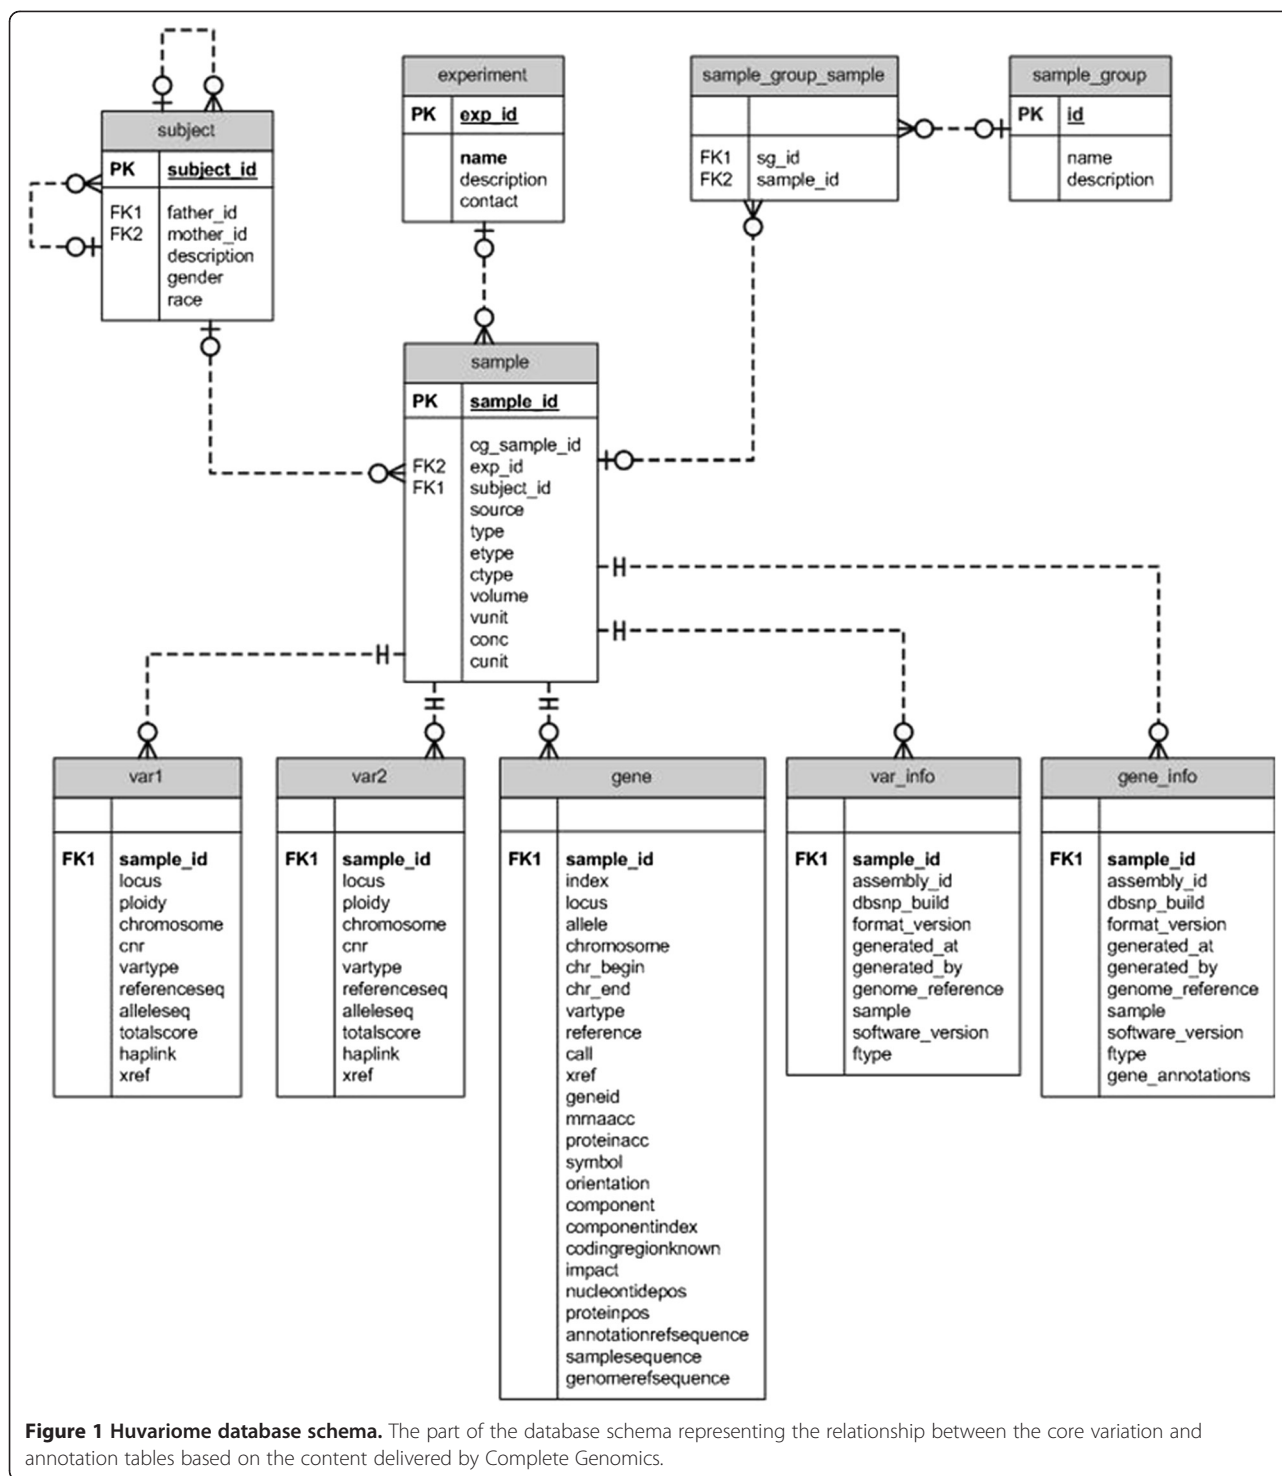 experiment
PK exp_id
name
description
contact
sample_group_sample
FK1 sg_id
FK2 sample_id
sample_group
PK id
name
description
subject
PK subject_id
FK1 father_id
FK2 mother_id
description
gender
race
sample
PK sample_id
cg_sample_id
FK2 exp_id
FK1 subject_id
source
type
etype
ctype
volume
vunit
conc
cunit
var1
FK1 sample_id
locus
ploidy
chromosome
cnr
vartype
referenceseq
alleleseq
totalscore
haplink
xref
var2
FK1 sample_id
locus
ploidy
chromosome
cnr
vartype
referenceseq
alleleseq
totalscore
haplink
xref
gene
FK1 sample_id
index
locus
allele
chromosome
chr_begin
chr_end
vartype
reference
call
xref
geneid
mrnaacc
proteinacc
symbol
orientation
component
componentindex
codingregionknown
impact
nucleontidepos
proteinpos
annotationrefsequence
samplesequence
genomerefsequence
var_info
FK1 sample_id
assembly_id
dbsnp_build
format_version
generated_at
generated_by
genome_reference
sample
software_version
ftype
gene_info
FK1 sample_id
assembly_id
dbsnp_build
format_version
generated_at
generated_by
genome_reference
sample
software_version
ftype
gene_annotations
Figure 1 Huvariome database schema. The part of the database schema representing the relationship between the core variation and
annotation tables based on the content delivered by Complete Genomics.